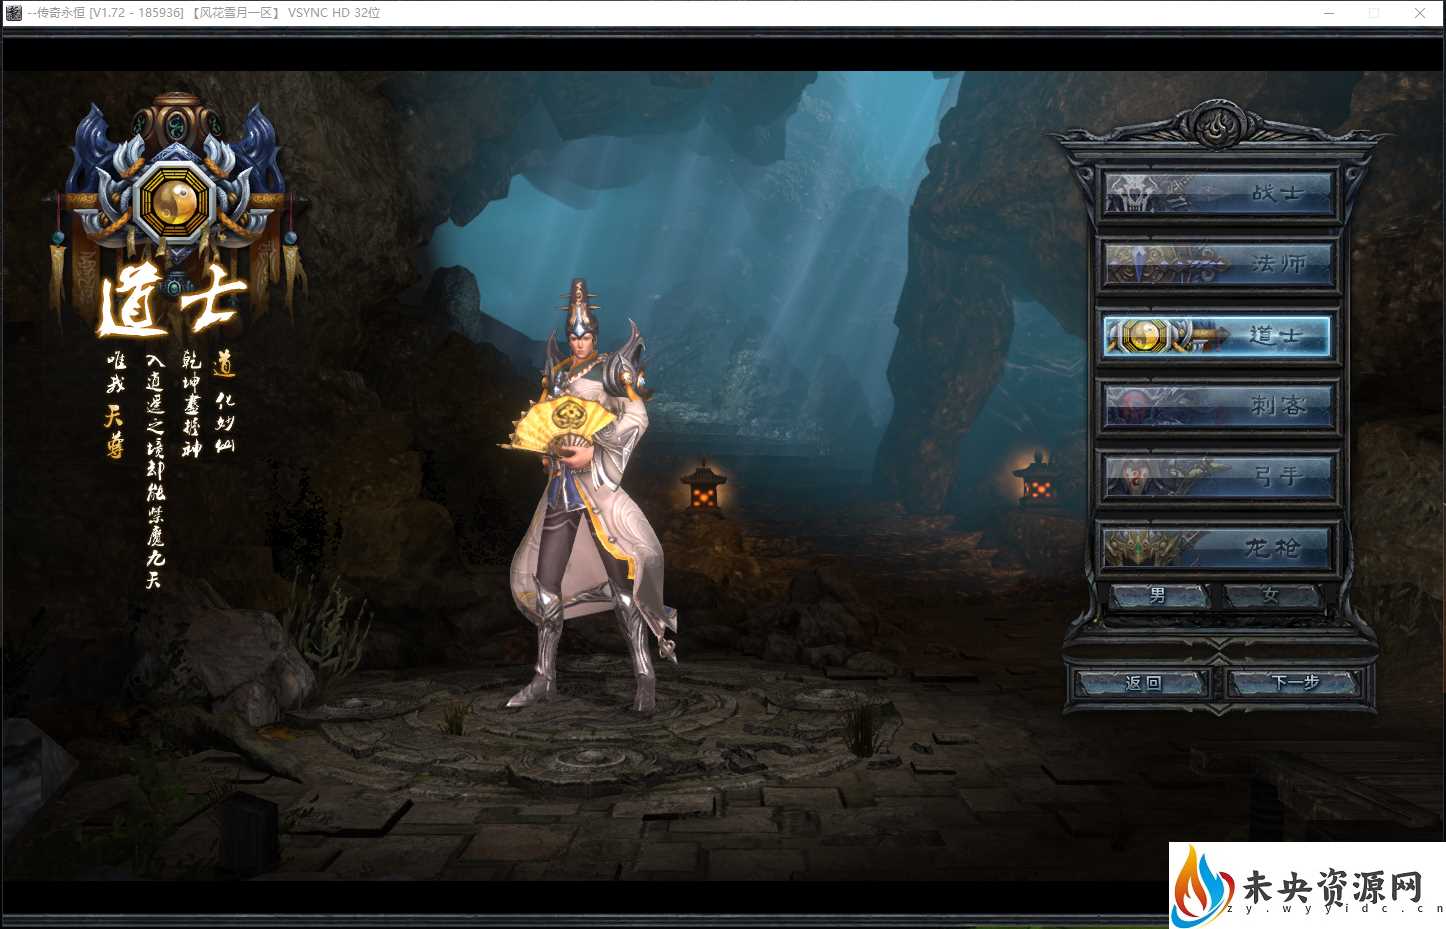 --传奇永恒 [V1.72 - 185936] 【风花雪月一区】 VSYNC HD 32位
道士
道化妙仙
乾坤尽接神
入逍遥之境却能禁魔九天
唯我天尊
战士
法师
道士
刺客
弓手
龙枪
男
女
返回
下一步
未央资源网
zy.wyyidc.cn